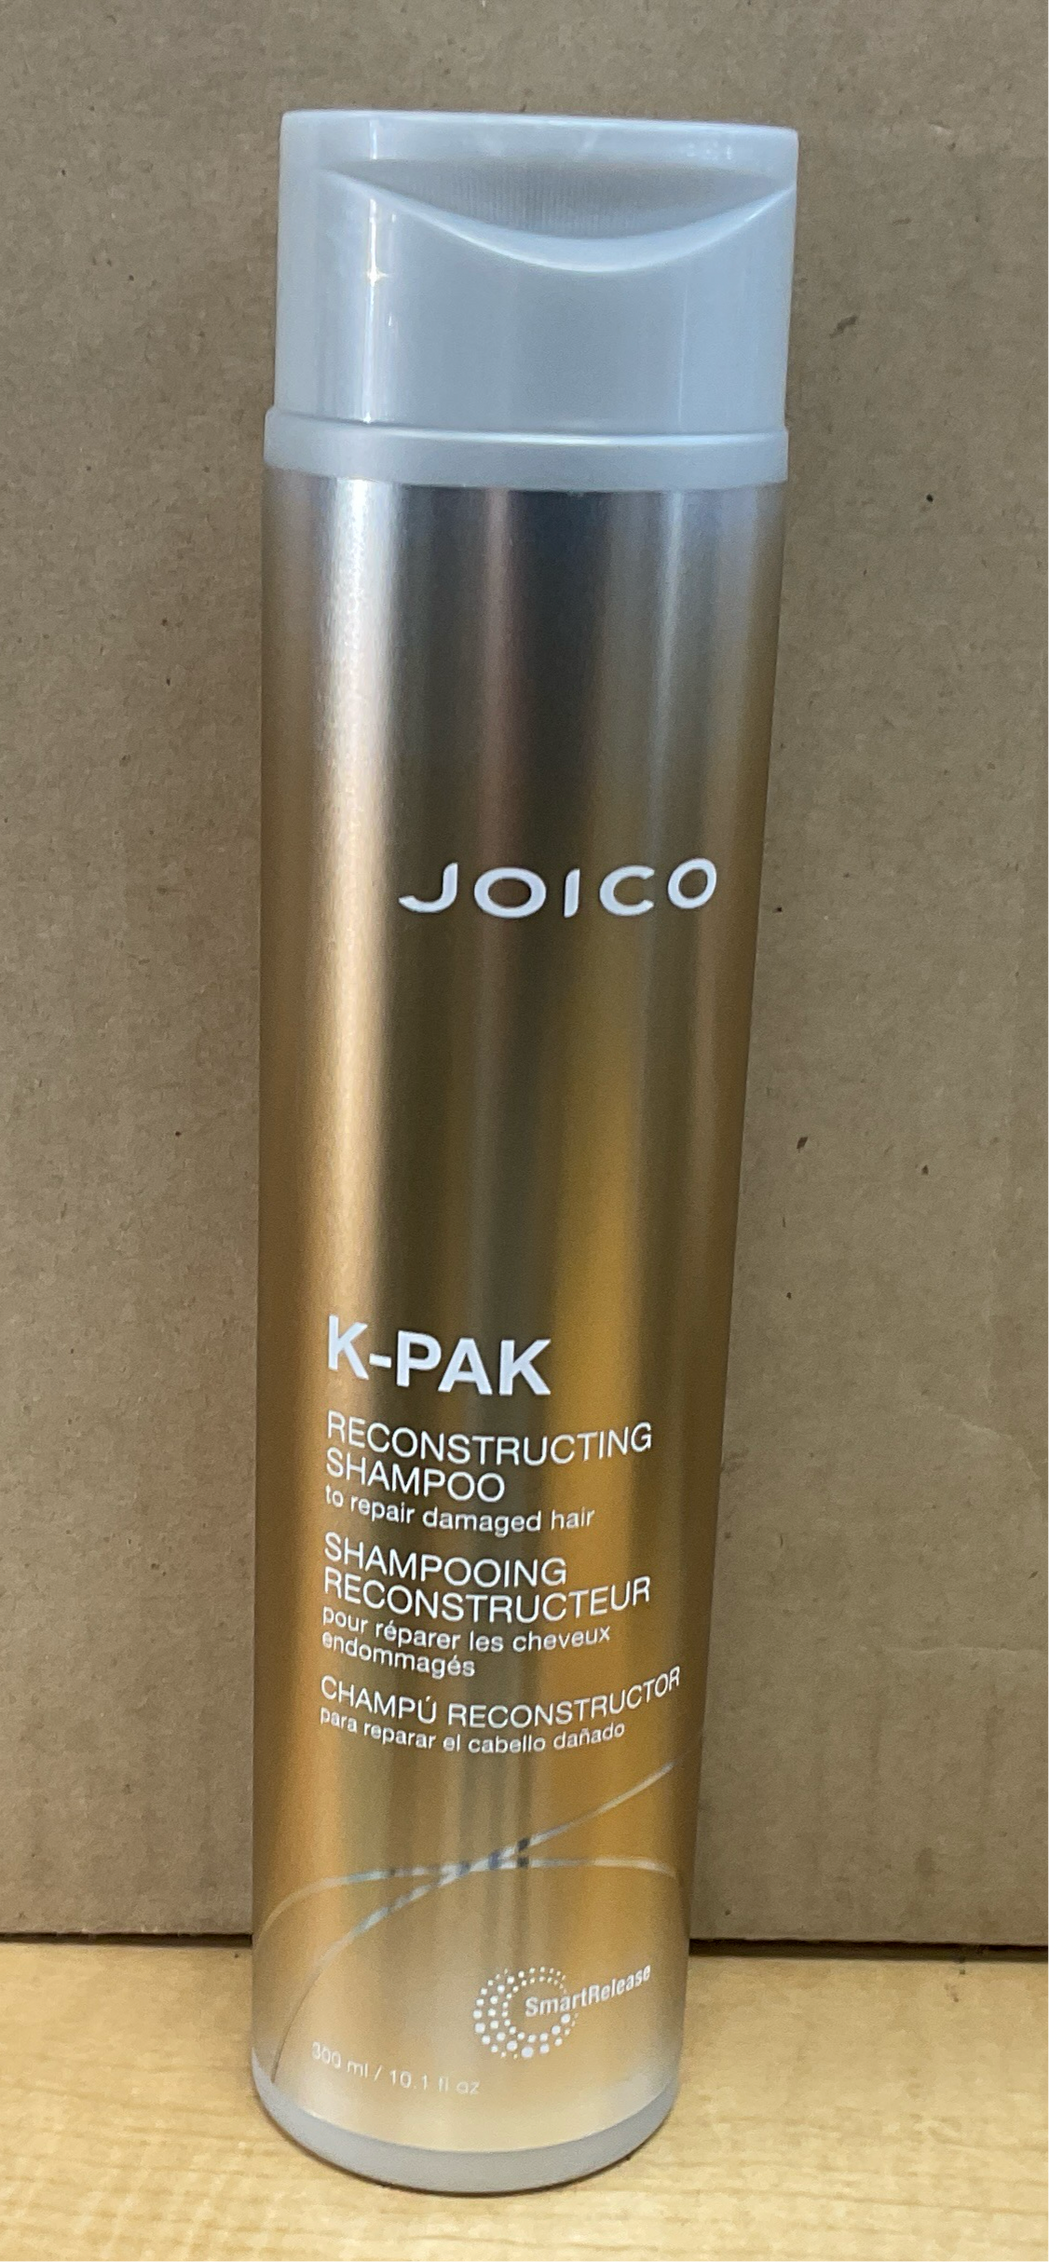 JOICO
K-PAK
RECONSTRUCTING
SHAMPOO
to repair damaged hair
SHAMPOOING
RECONSTRUCTEUR
pour réparer les cheveux
endommagés
CHAMPÚ RECONSTRUCTOR
para reparar el cabello dañado
SmartRelease
300 ml / 10.1 fl oz